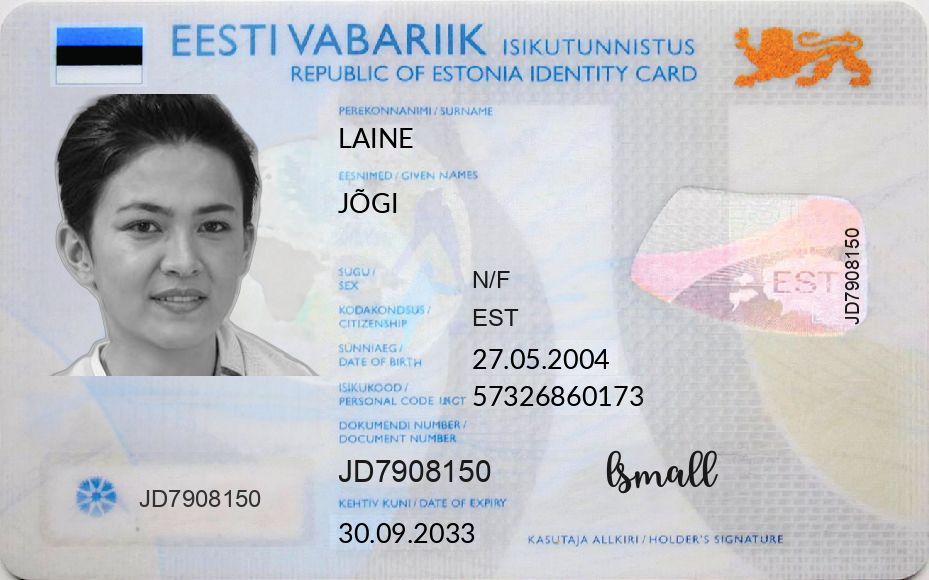 EESTI VABARIIK ISIKUTUNNISTUS
REPUBLIC OF ESTONIA IDENTITY CARD
PEREKONNANIMI / SURNAME
LAINE
EESNIMED / GIVEN NAMES
JÕGI
SUGU / SEX
N/F
KODAKONDSUS / CITIZENSHIP
EST
SÜNNIAEG / DATE OF BIRTH
27.05.2004
ISIKUKOOD / PERSONAL CODE
57326860173
DOKUMENDI NUMBER / DOCUMENT NUMBER
JD7908150
KEHTIV KUNI / DATE OF EXPIRY
30.09.2033
JD7908150
EST
JD7908150
KASUTAJA ALLKIRI / HOLDER'S SIGNATURE